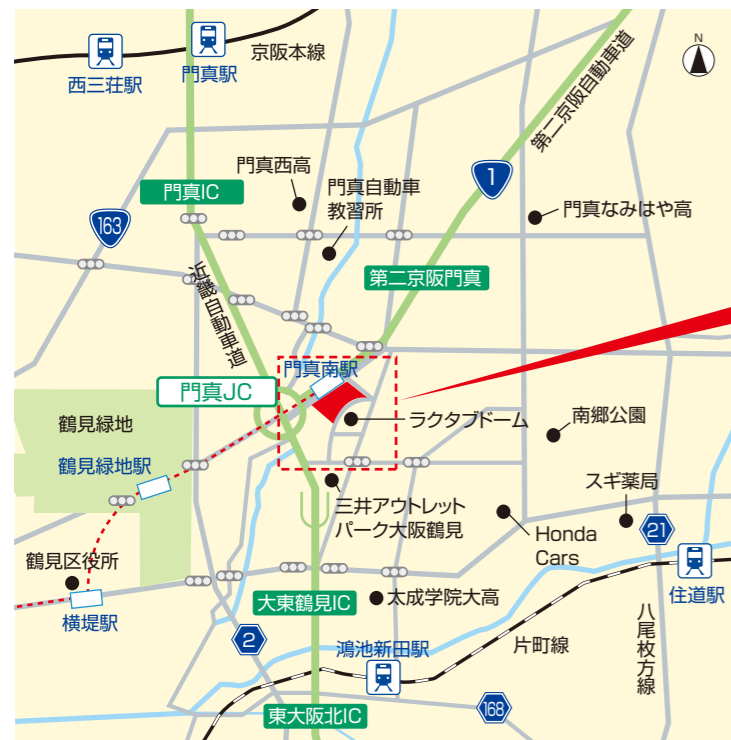 京阪本線
N
西三荘駅
門真駅
第二京阪自動車道
門真西高
1
門真IC
門真自動車
教習所
門真なみはや高
163
近畿自動車道
第二京阪門真
門真南駅
門真JC
鶴見緑地
ラクタブドーム
南郷公園
鶴見緑地駅
三井アウトレット
パーク大阪鶴見
スギ薬局
Honda
Cars
21
鶴見区役所
住道駅
横堤駅
大東鶴見IC
太成学院大高
2
鴻池新田駅
片町線
八尾枚方線
168
東大阪北IC